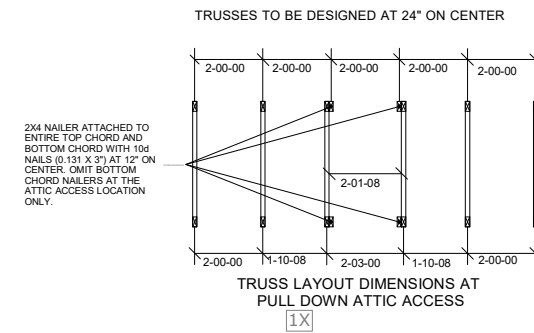 TRUSSES TO BE DESIGNED AT 24" ON CENTER
2-00-00 2-00-00 2-00-00 2-00-00 2-00-00
2X4 NAILER ATTACHED TO
ENTIRE TOP CHORD AND
BOTTOM CHORD WITH 10d
NAILS (0.131 X 3") AT 12" ON
CENTER. OMIT BOTTOM
CHORD NAILERS AT THE
ATTIC ACCESS LOCATION
ONLY.
2-01-08
2-00-00 1-10-08 2-03-00 1-10-08 2-00-00
TRUSS LAYOUT DIMENSIONS AT
PULL DOWN ATTIC ACCESS
1X